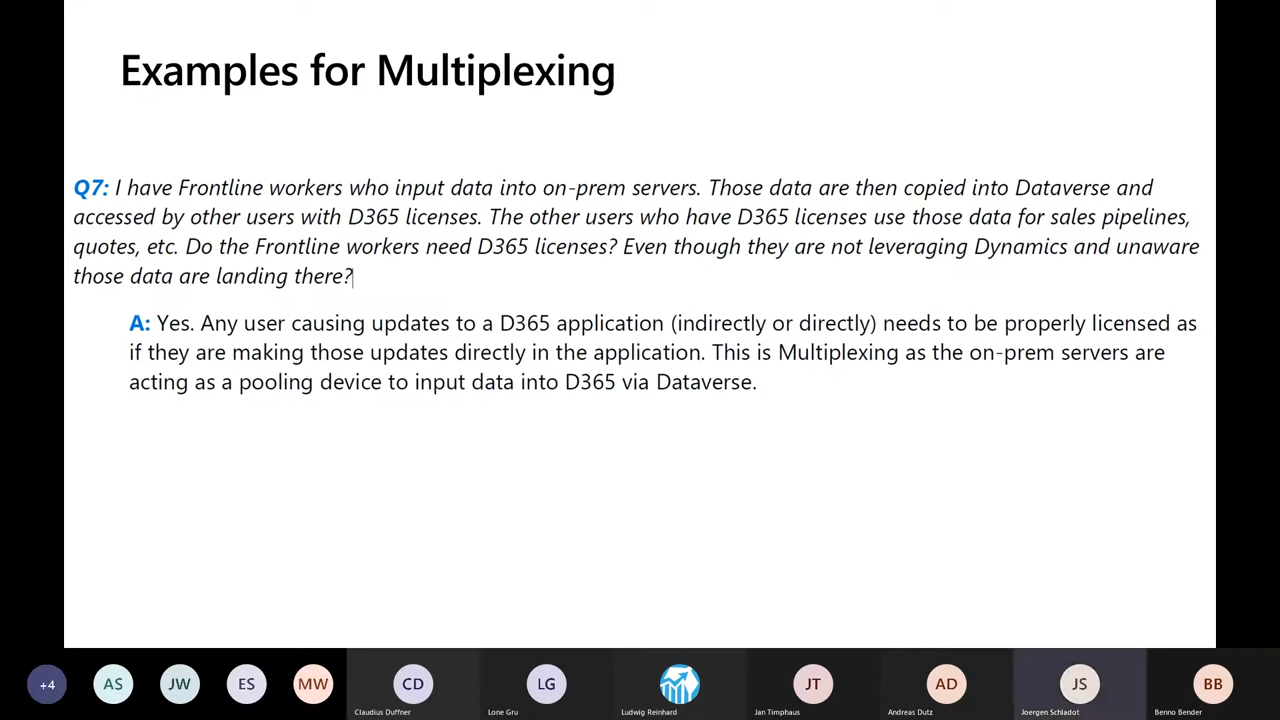 Examples for Multiplexing
Q7: I have Frontline workers who input data into on-prem servers. Those data are then copied into Dataverse and
accessed by other users with D365 licenses. The other users who have D365 licenses use those data for sales pipelines,
quotes, etc. Do the Frontline workers need D365 licenses? Even though they are not leveraging Dynamics and unaware
those data are landing there?
A: Yes. Any user causing updates to a D365 application (indirectly or directly) needs to be properly licensed as
if they are making those updates directly in the application. This is Multiplexing as the on-prem servers are
acting as a pooling device to input data into D365 via Dataverse.
+4 AS JW ES MW CD LG JT AD JS BB
Claudius Duffner Lone Gru Ludwig Reinhard Jan Timphaus Andreas Dutz Joergen Schladot Benno Bender